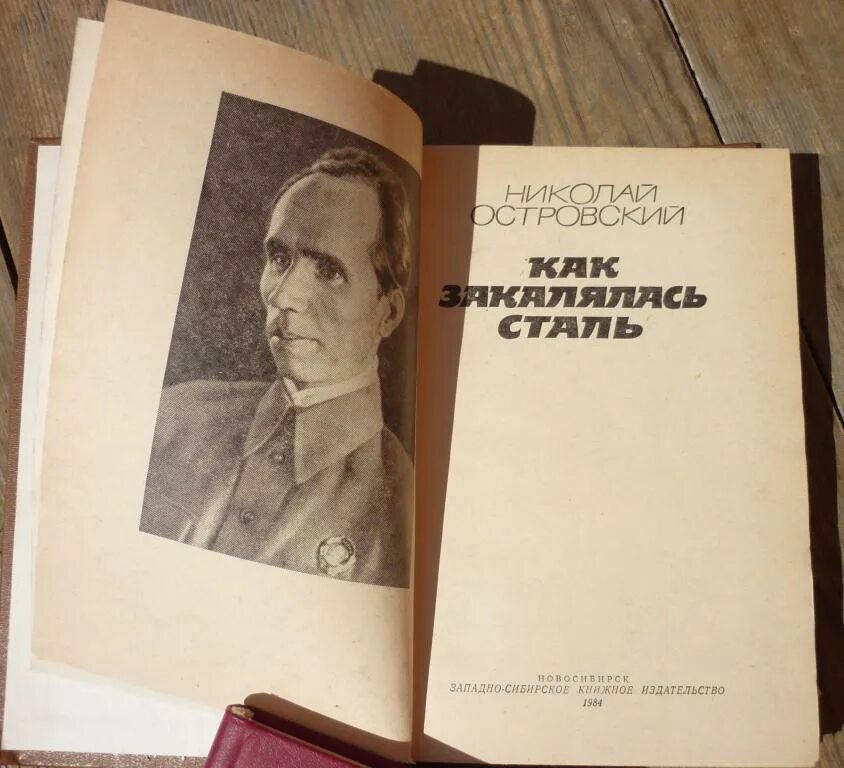 НИКОЛАЙ
ОСТРОВСКИЙ
КАК
ЗАКАЛЯЛАСЬ
СТАЛЬ
НОВОСИБИРСК
ЗАПАДНО-СИБИРСКОЕ КНИЖНОЕ ИЗДАТЕЛЬСТВО
1984